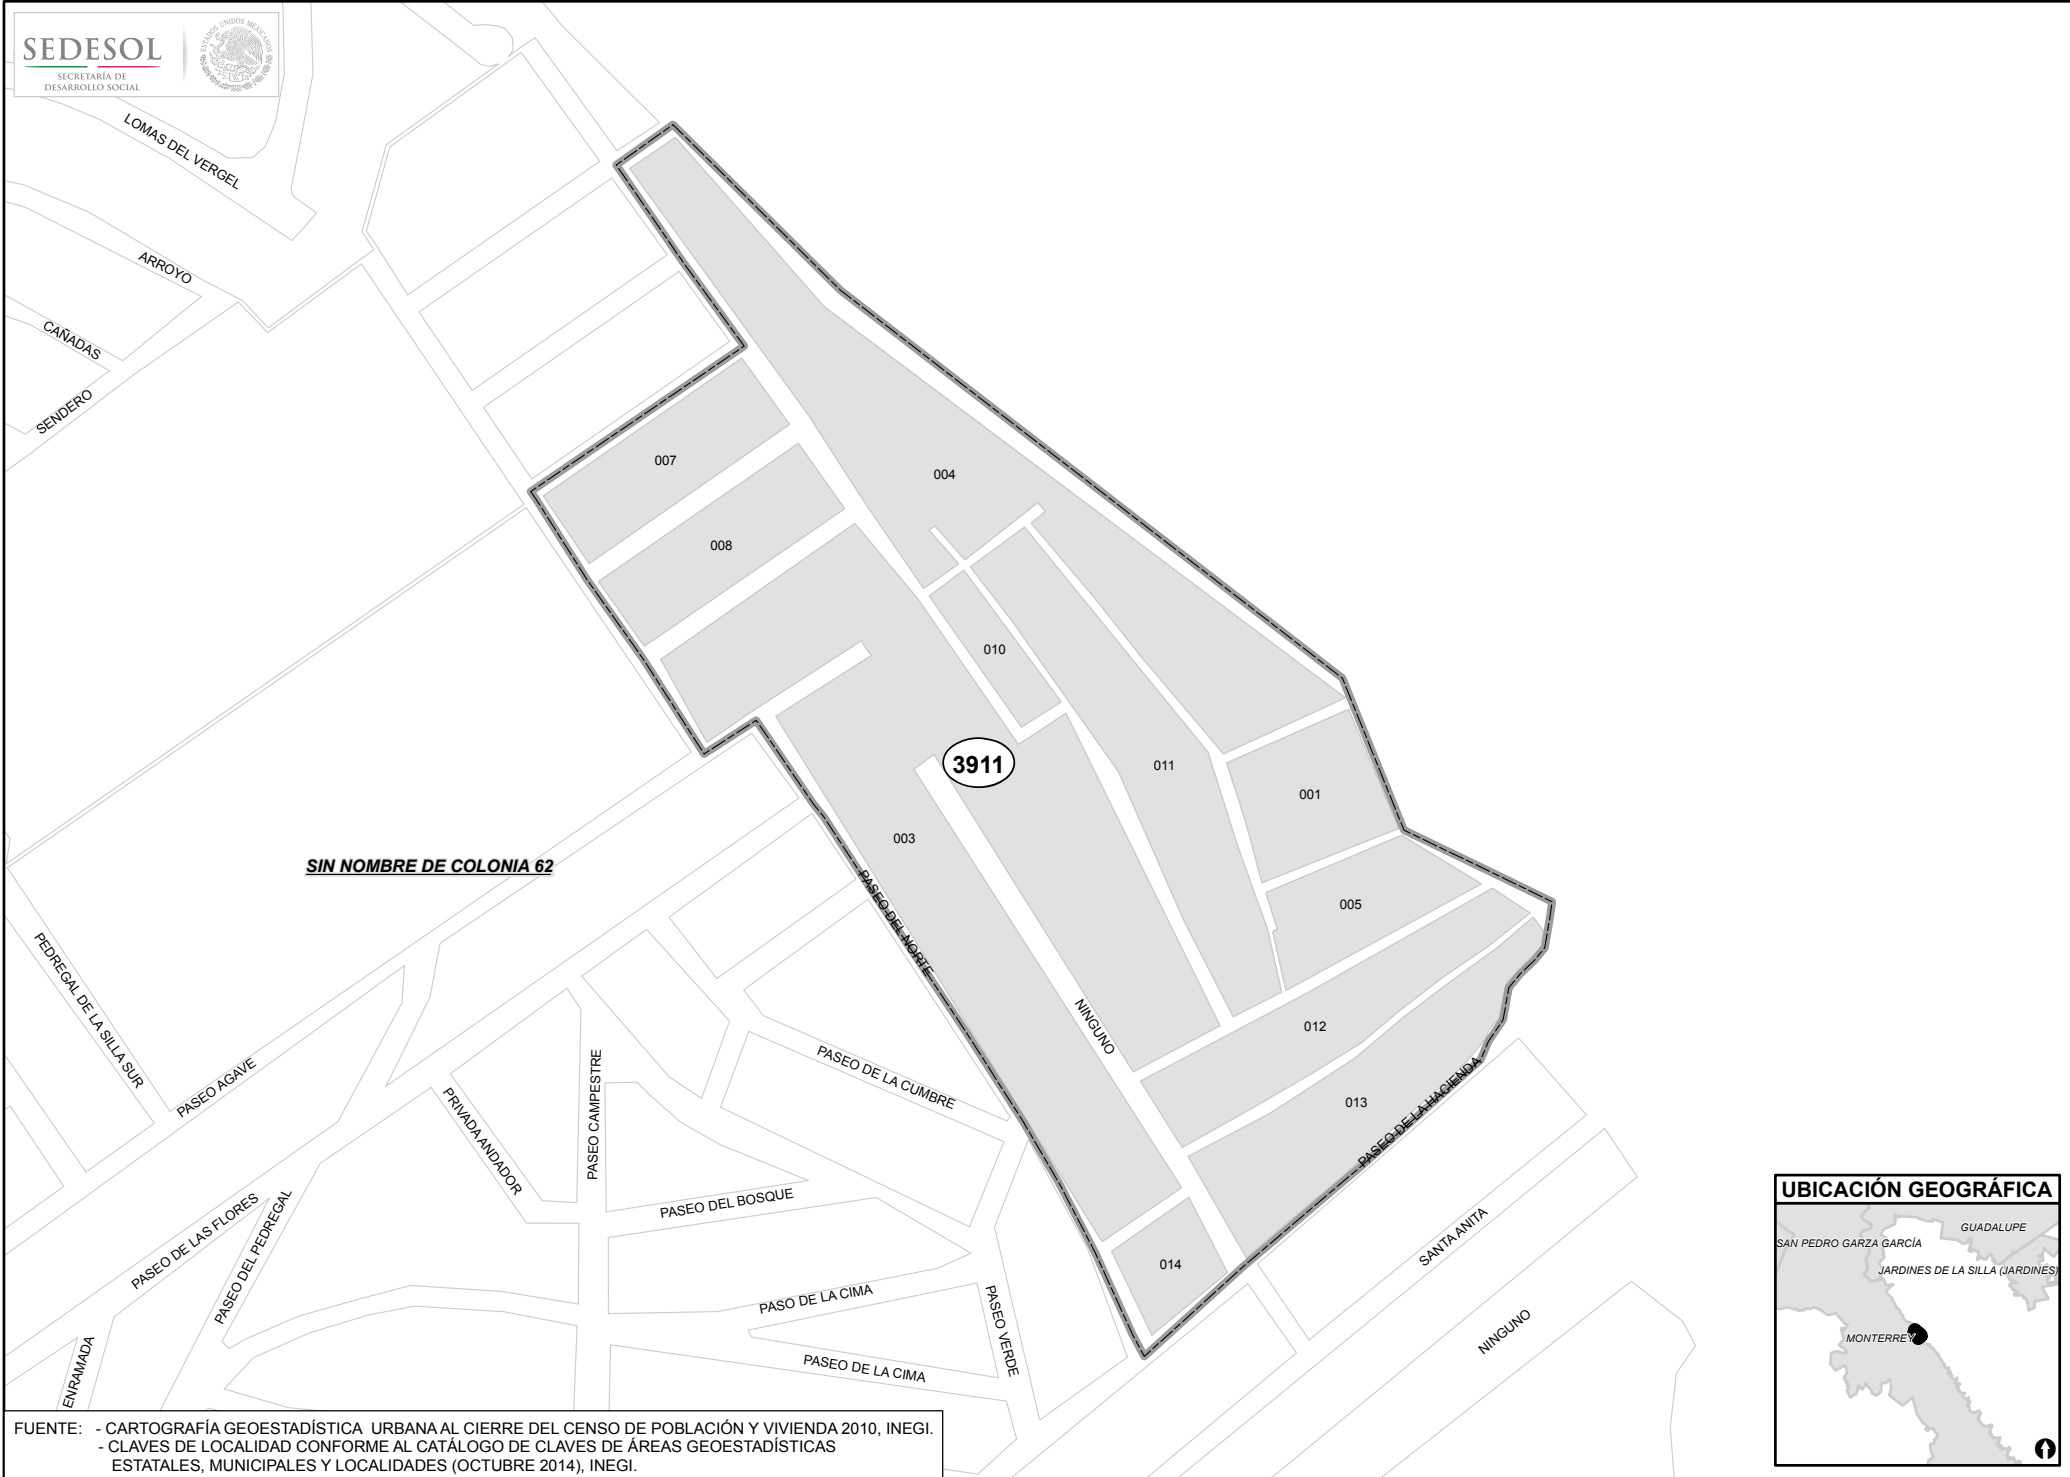 SEDESOL
SECRETARÍA DE
DESARROLLO SOCIAL
ESTADOS UNIDOS MEXICANOS
LOMAS DEL VERGEL
ARROYO
CAÑADAS
SENDERO
007
004
008
010
3911
011
001
003
SIN NOMBRE DE COLONIA 62
005
PASEO DEL NORTE
PEDREGAL DE LA SILLA SUR
NINGUNO
012
PASEO AGAVE
PASEO DE LA CUMBRE
PASEO CAMPESTRE
PRIVADA ANDADOR
013
PASEO DE LA HACIENDA
PASEO DEL BOSQUE
PASEO DE LAS FLORES
PASEO DEL PEDREGAL
SANTA ANITA
014
PASO DE LA CIMA
PASEO VERDE
NINGUNO
PASEO DE LA CIMA
ENRAMADA
UBICACIÓN GEOGRÁFICA
GUADALUPE
SAN PEDRO GARZA GARCÍA
JARDINES DE LA SILLA (JARDINES)
MONTERREY
FUENTE: - CARTOGRAFÍA GEOESTADÍSTICA URBANA AL CIERRE DEL CENSO DE POBLACIÓN Y VIVIENDA 2010, INEGI.
- CLAVES DE LOCALIDAD CONFORME AL CATÁLOGO DE CLAVES DE ÁREAS GEOESTADÍSTICAS
ESTATALES, MUNICIPALES Y LOCALIDADES (OCTUBRE 2014), INEGI.